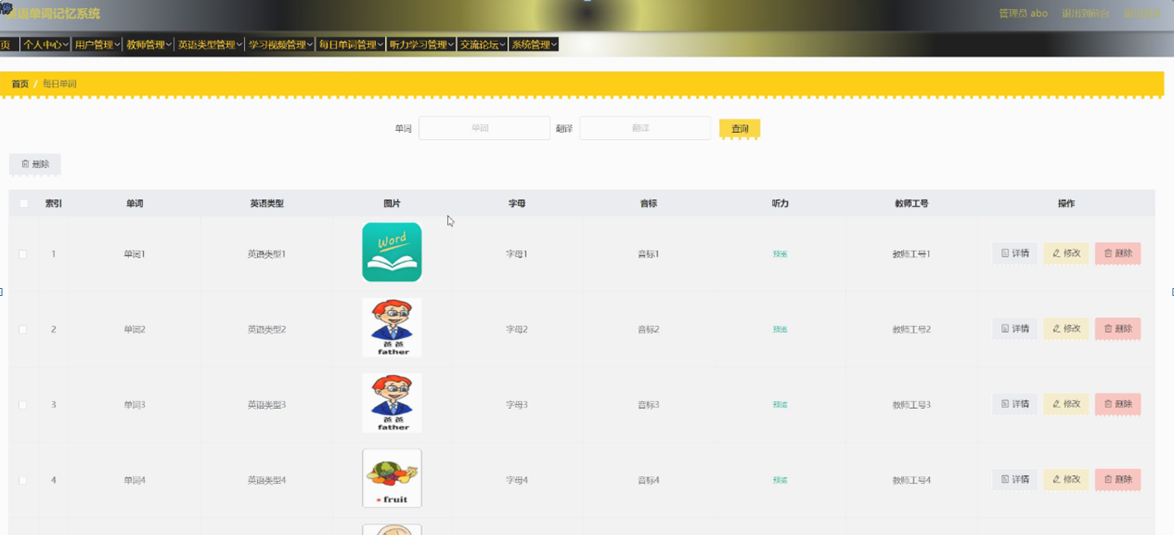 英语单词记忆系统 管理员 abo 退出到前台
页 个人中心 用户管理 教师管理 英语类型管理 学习视频管理 每日单词管理 听力学习管理 交流论坛 系统管理
首页 / 每日单词
单词 单词 翻译 翻译 查询
删除
索引 单词 英语类型 图片 字母 音标 听力 教师工号 操作
Word
1 单词1 英语类型1 字母1 音标1 预览 教师工号1 详情 修改 删除
2 单词2 英语类型2 字母2 音标2 预览 教师工号2 详情 修改 删除
爸爸
father
3 单词3 英语类型3 字母3 音标3 预览 教师工号3 详情 修改 删除
爸爸
father
4 单词4 英语类型4 字母4 音标4 预览 教师工号4 详情 修改 删除
fruit